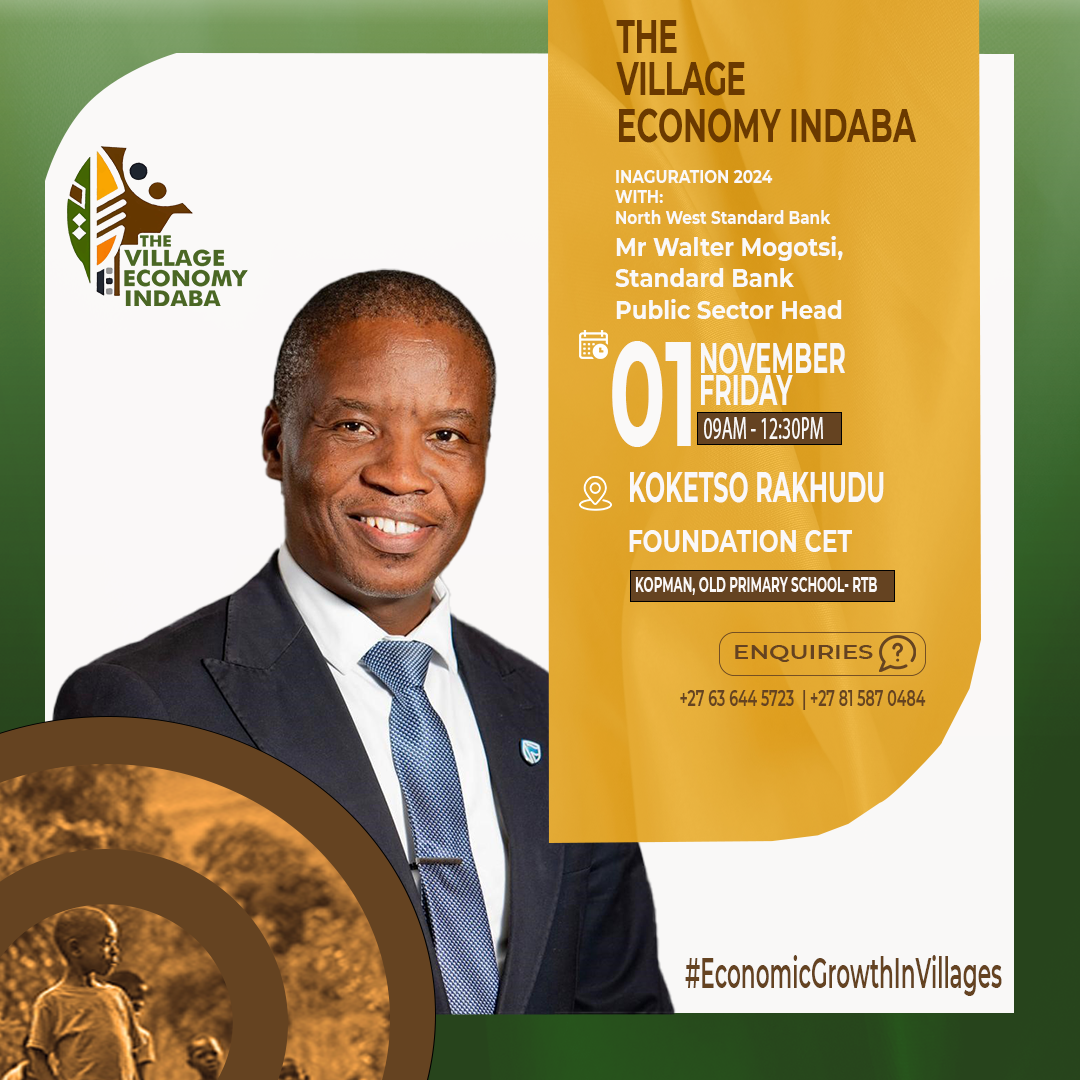 THE
VILLAGE
ECONOMY INDABA
INAGURATION 2024
WITH:
North West Standard Bank
Mr Walter Mogotsi,
Standard Bank
Public Sector Head
01 NOVEMBER
FRIDAY
09AM - 12:30PM
KOKETSO RAKHUDU
FOUNDATION CET
KOPMAN, OLD PRIMARY SCHOOL- RTB
ENQUIRIES ?
+27 63 644 5723 | +27 81 587 0484
THE
VILLAGE
ECONOMY
INDABA
#EconomicGrowthInVillages